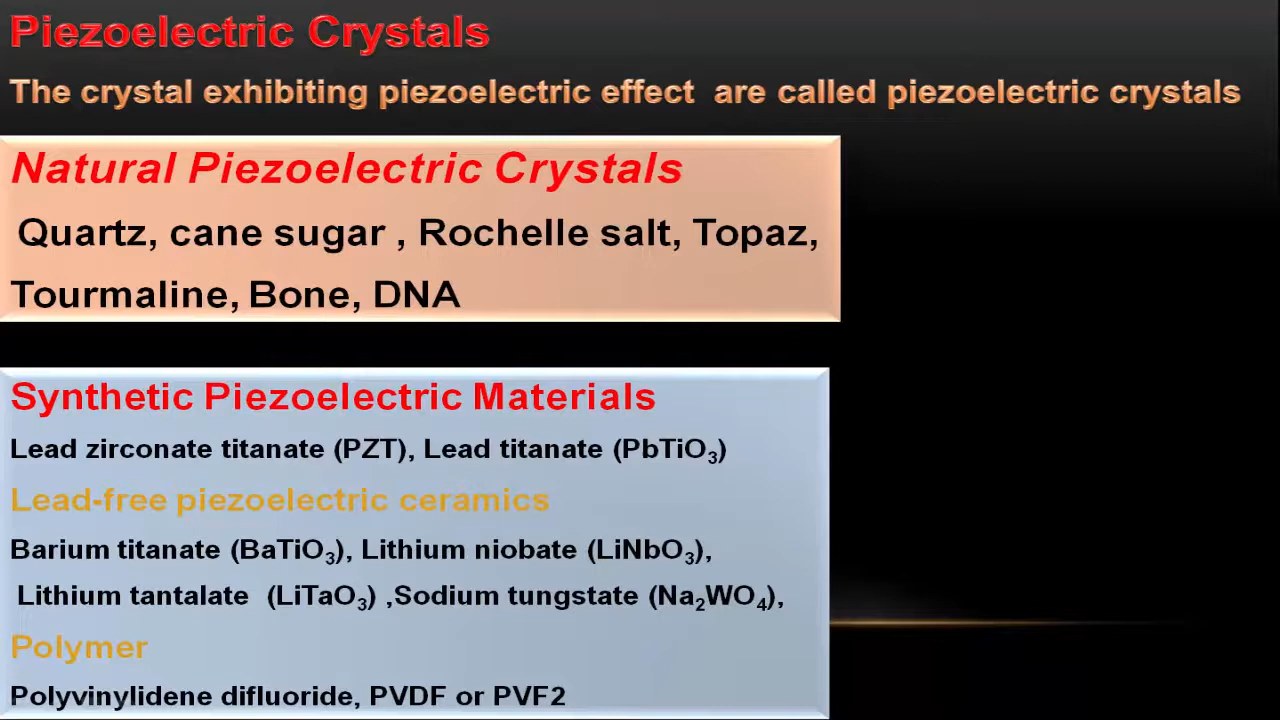 Piezoelectric Crystals
The crystal exhibiting piezoelectric effect  are called piezoelectric crystals
Natural Piezoelectric Crystals
Quartz, cane sugar , Rochelle salt, Topaz,
Tourmaline, Bone, DNA
Synthetic Piezoelectric Materials
Lead zirconate titanate (PZT), Lead titanate (PbTiO₃)
Lead-free piezoelectric ceramics
Barium titanate (BaTiO₃), Lithium niobate (LiNbO₃),
Lithium tantalate  (LiTaO₃) ,Sodium tungstate (Na₂WO₄),
Polymer
Polyvinylidene difluoride, PVDF or PVF2